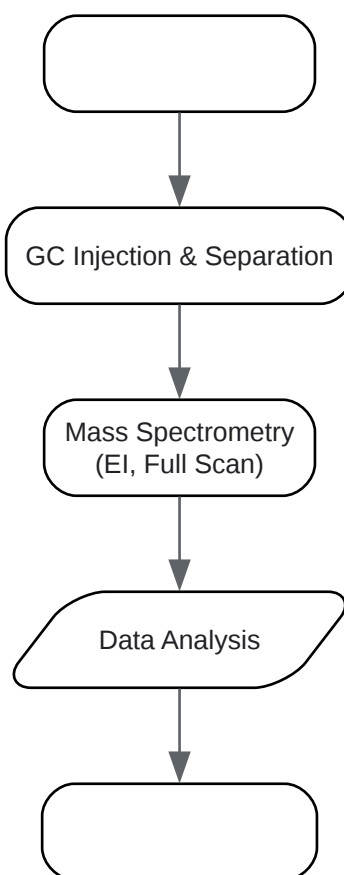 GC Injection & Separation
Mass Spectrometry
(EI, Full Scan)
Data Analysis